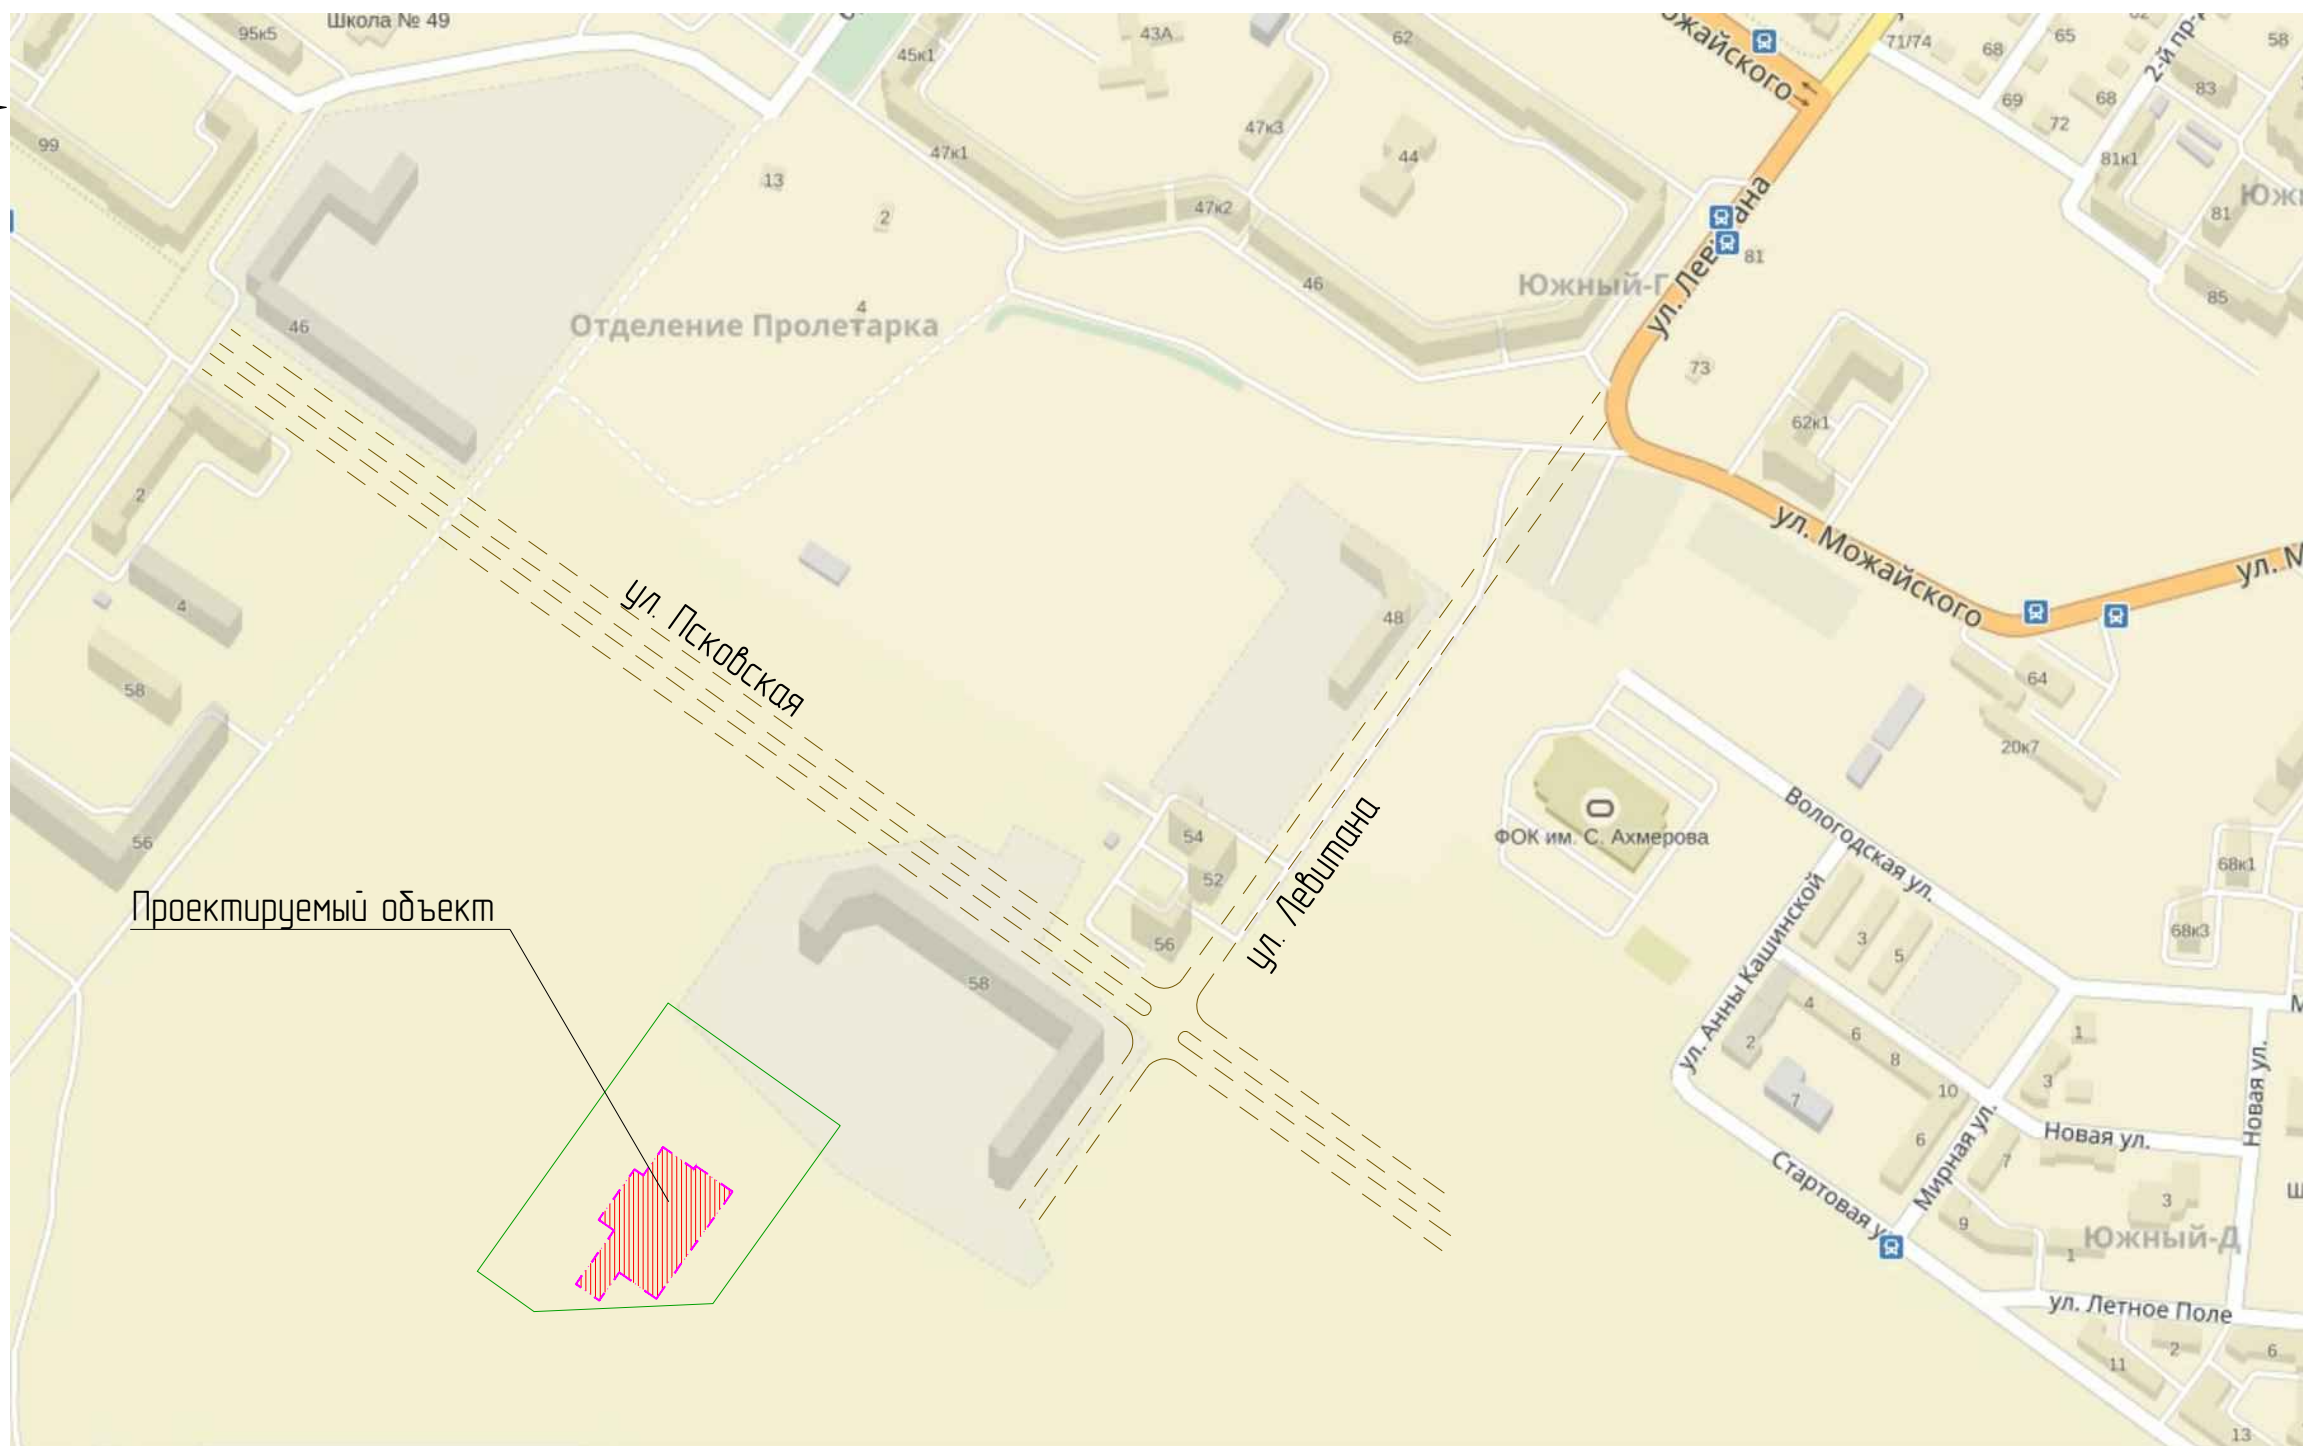 Школа № 49
95к5
45к1
43А
62
ожайского
71/74
68
65
2-й пр-
58
99
47к1
47к3
44
69
72
68
83
13
2
47к2
81к1
Южн
81
46
4
Отделение Пролетарка
46
Южный-Г
ул. Левитана
81
85
73
62к1
2
ул. Можайского
ул. М
4
ул. Псковская
48
58
64
20к7
56
54
52
56
ул. Левитана
ФОК им. С. Ахмерова
Вологодская ул.
68к1
68к3
Проектируемый объект
58
ул. Анны Кашинской
3
5
4
2
6
8
10
7
6
1
3
Новая ул.
Новая ул.
М
Мирная ул.
7
9
Стартовая ул
3
Ш
Южный-Д
1
ул. Летное Поле
11
2
6
13